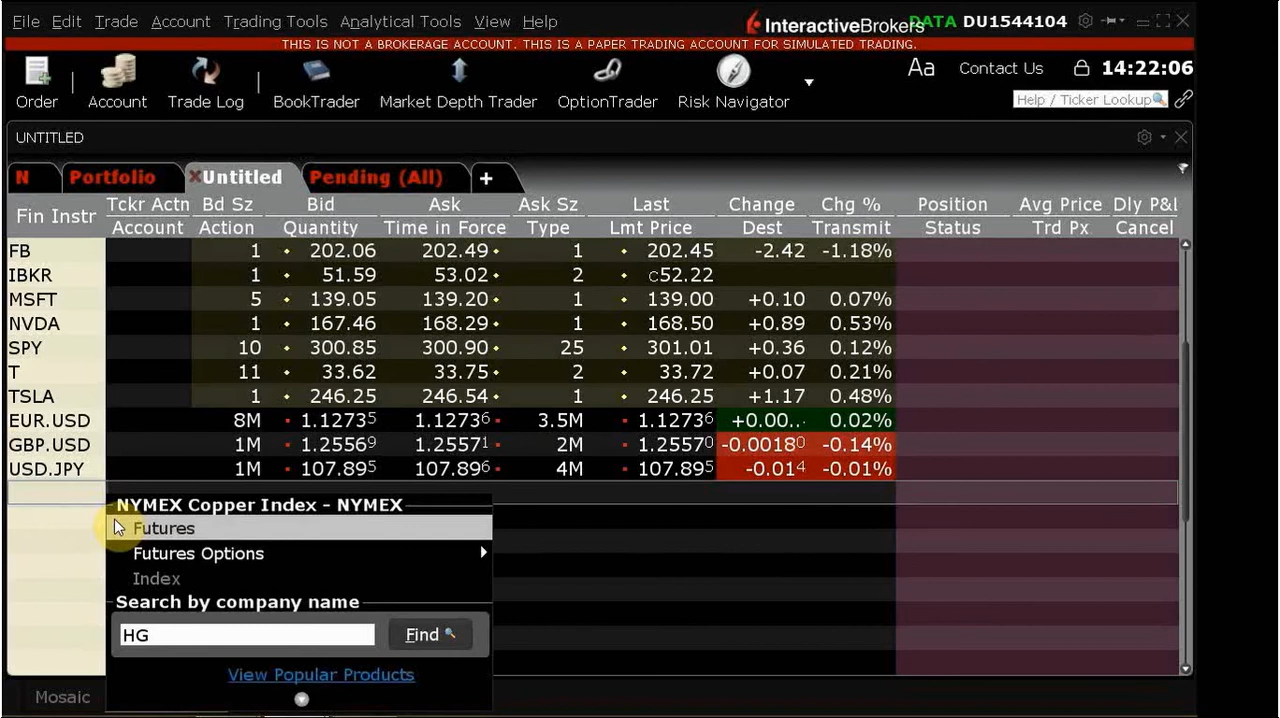 File Edit Trade Account Trading Tools Analytical Tools View Help InteractiveBrokers DATA DU1544104
THIS IS NOT A BROKERAGE ACCOUNT. THIS IS A PAPER TRADING ACCOUNT FOR SIMULATED TRADING.
Order Account Trade Log BookTrader Market Depth Trader OptionTrader Risk Navigator Aa Contact Us 14:22:06
Help / Ticker Lookup
UNTITLED
N Portfolio Untitled Pending (All) +
Fin Instr Tckr Actn Bd Sz Bid Ask Ask Sz Last Change Chg % Position Avg Price Dly P&L
Account Action Quantity Time in Force Type Lmt Price Dest Transmit Status Trd Px Cancel
FB 1 202.06 202.49 1 202.45 -2.42 -1.18%
IBKR 1 51.59 53.02 2 C52.22
MSFT 5 139.05 139.20 1 139.00 +0.10 0.07%
NVDA 1 167.46 168.29 1 168.50 +0.89 0.53%
SPY 10 300.85 300.90 25 301.01 +0.36 0.12%
T 11 33.62 33.75 2 33.72 +0.07 0.21%
TSLA 1 246.25 246.54 1 246.25 +1.17 0.48%
EUR.USD 8M 1.12735 1.12736 3.5M 1.12736 +0.00... 0.02%
GBP.USD 1M 1.25569 1.25571 2M 1.25570 -0.00180 -0.14%
USD.JPY 1M 107.895 107.896 4M 107.895 -0.014 -0.01%
NYMEX Copper Index - NYMEX
Futures
Futures Options
Index
Search by company name
HG Find
View Popular Products
Mosaic